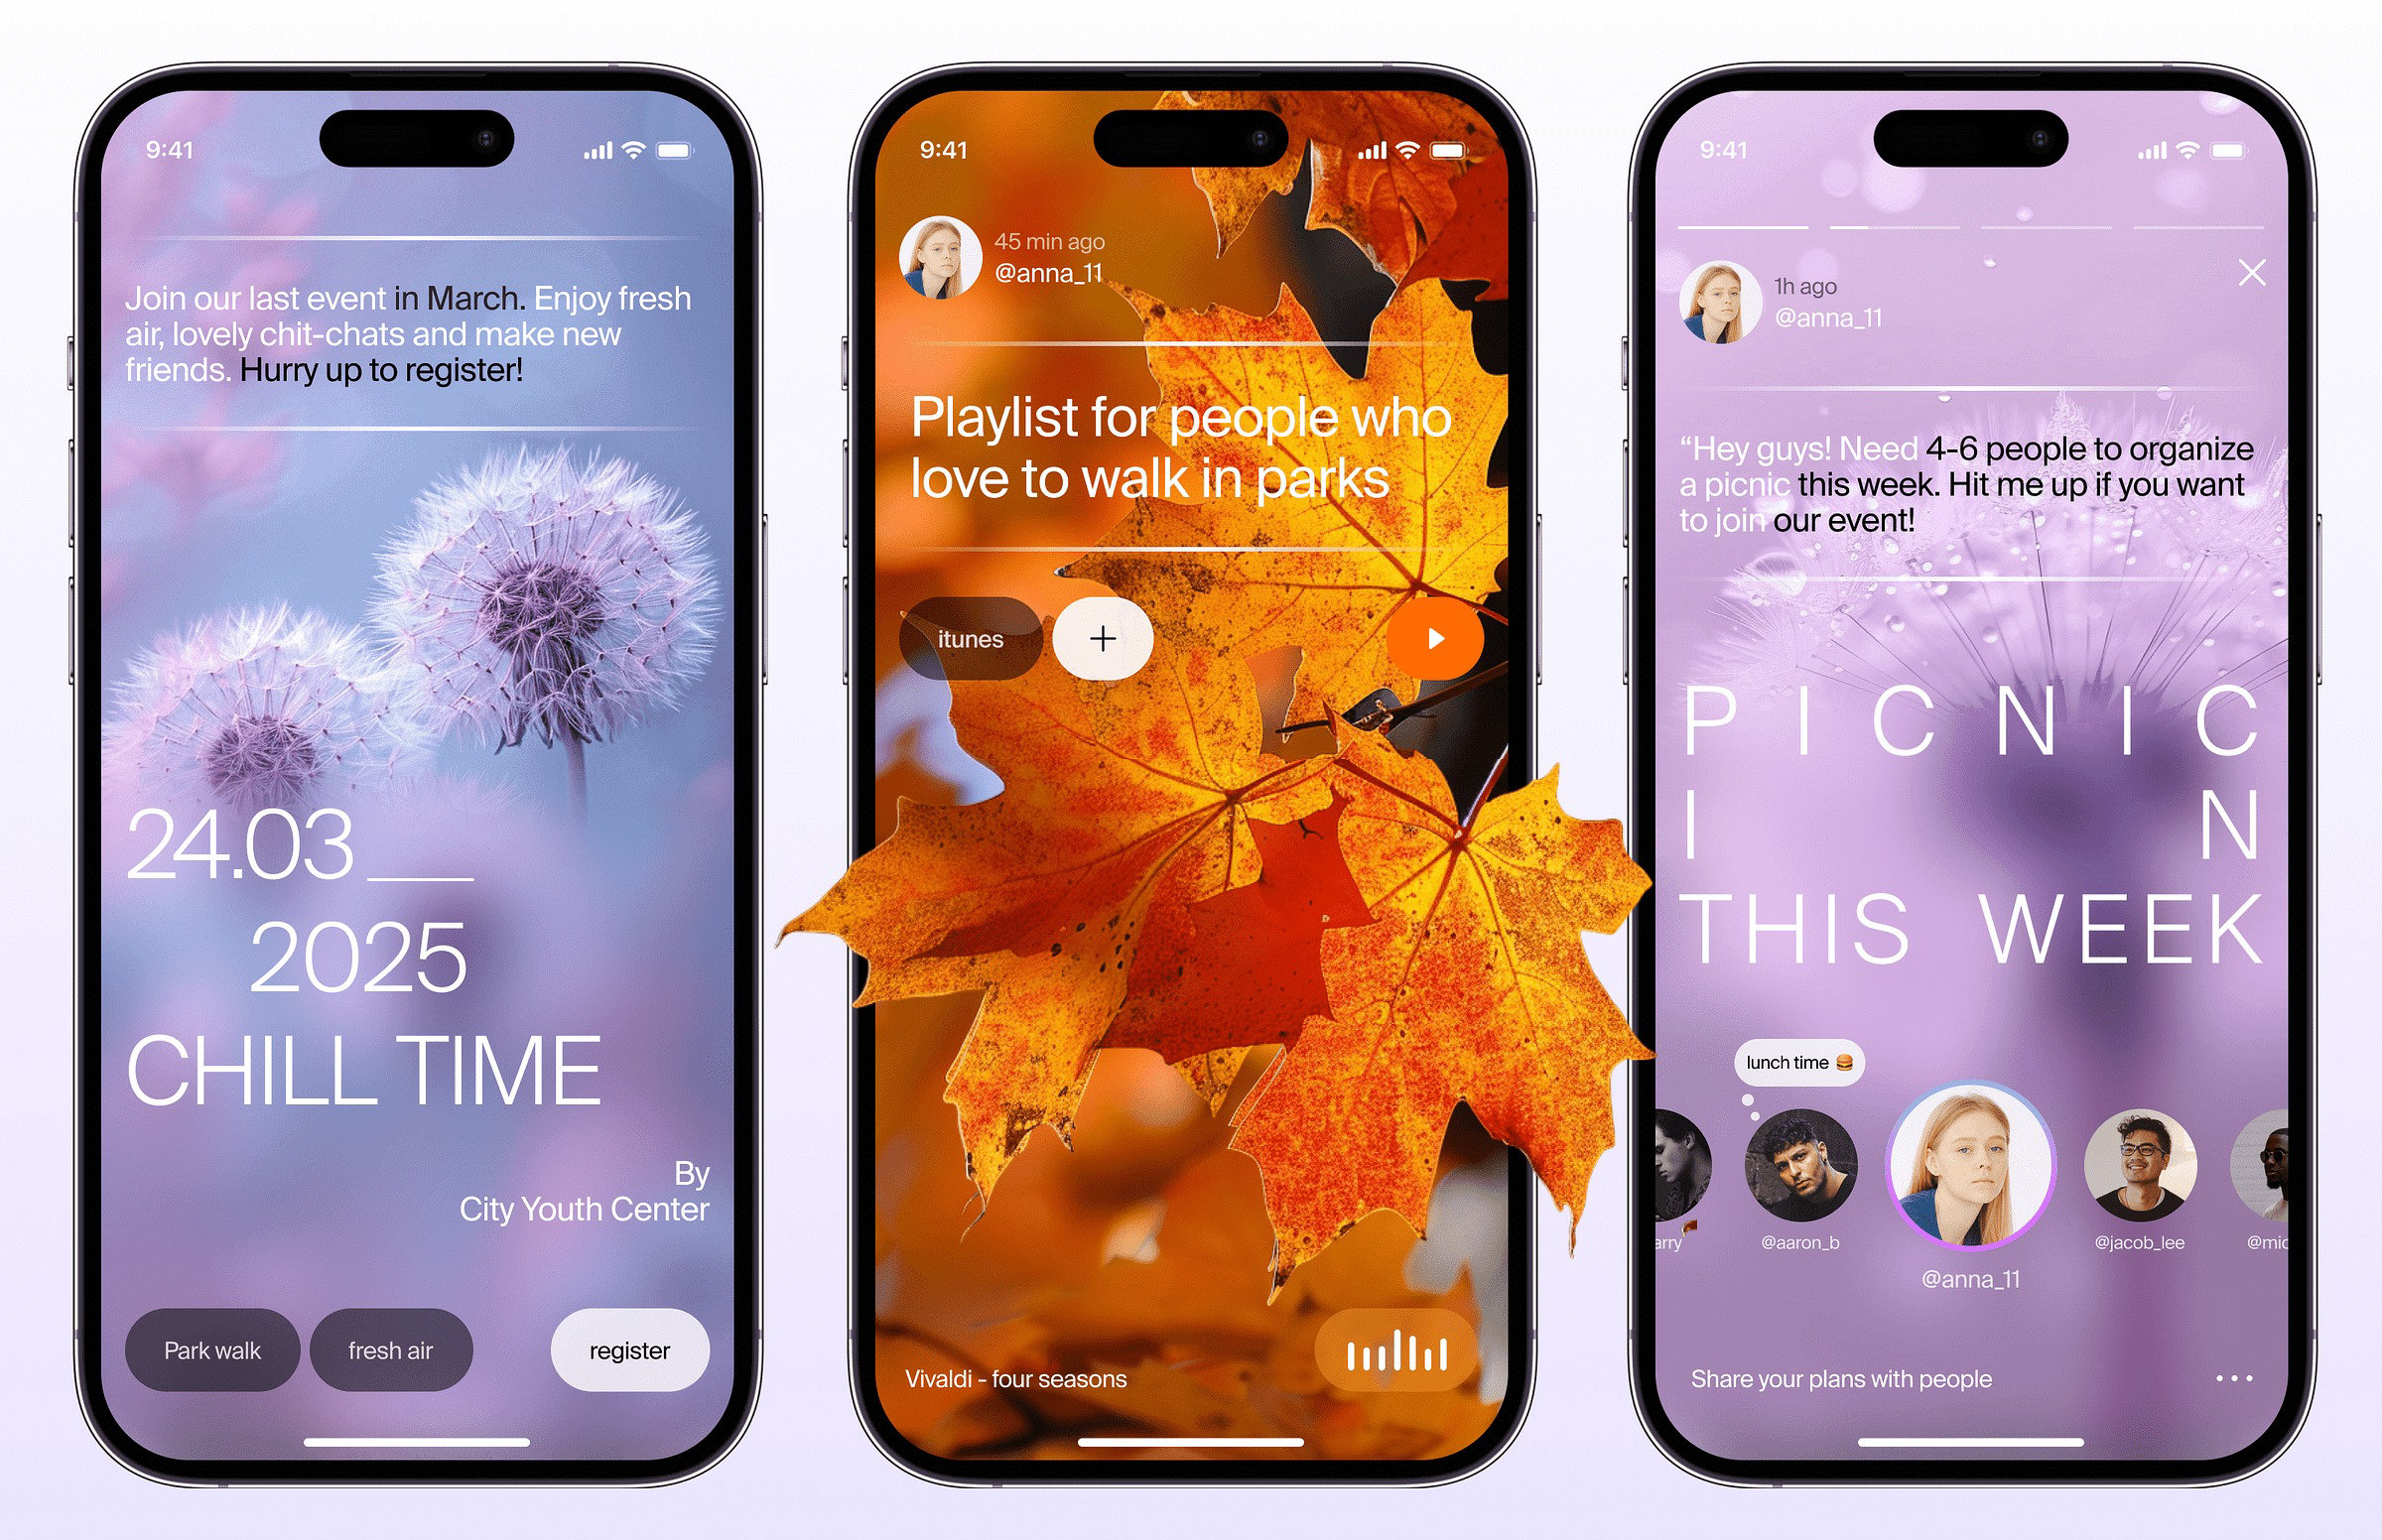 9:41
Join our last event in March. Enjoy fresh
air, lovely chit-chats and make new
friends. Hurry up to register!
24.03
2025
CHILL TIME
By
City Youth Center
Park walk
fresh air
register
9:41
45 min ago
@anna_11
Playlist for people who
love to walk in parks
itunes
+
Vivaldi - four seasons
9:41
1h ago
@anna_11
“Hey guys! Need 4-6 people to organize
a picnic this week. Hit me up if you want
to join our event!
PICNIC
I N
THIS WEEK
lunch time 🍔
arry
@aaron_b
@anna_11
@jacob_lee
@mic
Share your plans with people